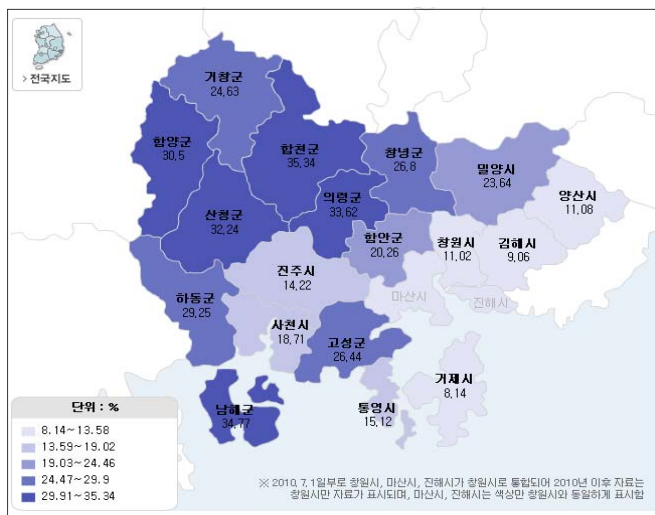 › 전국지도
거창군
24,63
함양군
30,5
합천군
35,34
창녕군
26,8
밀양시
23,64
양산시
11,08
산청군
32,24
의령군
33,62
함안군
20,26
창원시
11,02
김해시
9,06
진주시
14,22
마산시
진해시
하동군
29,25
사천시
18,71
고성군
26,44
거제시
8,14
남해군
34,77
통영시
15,12
단위 : %
8.14~13.58
13.59~19.02
19.03~24.46
24.47~29.9
29.91~35.34
※ 2010, 7, 1일부로 창원시, 마산시, 진해시가 창원시로 통합되어 2010년 이후 자료는
창원시만 자료가 표시되며, 마산시, 진해시는 색상만 창원시와 동일하게 표시함